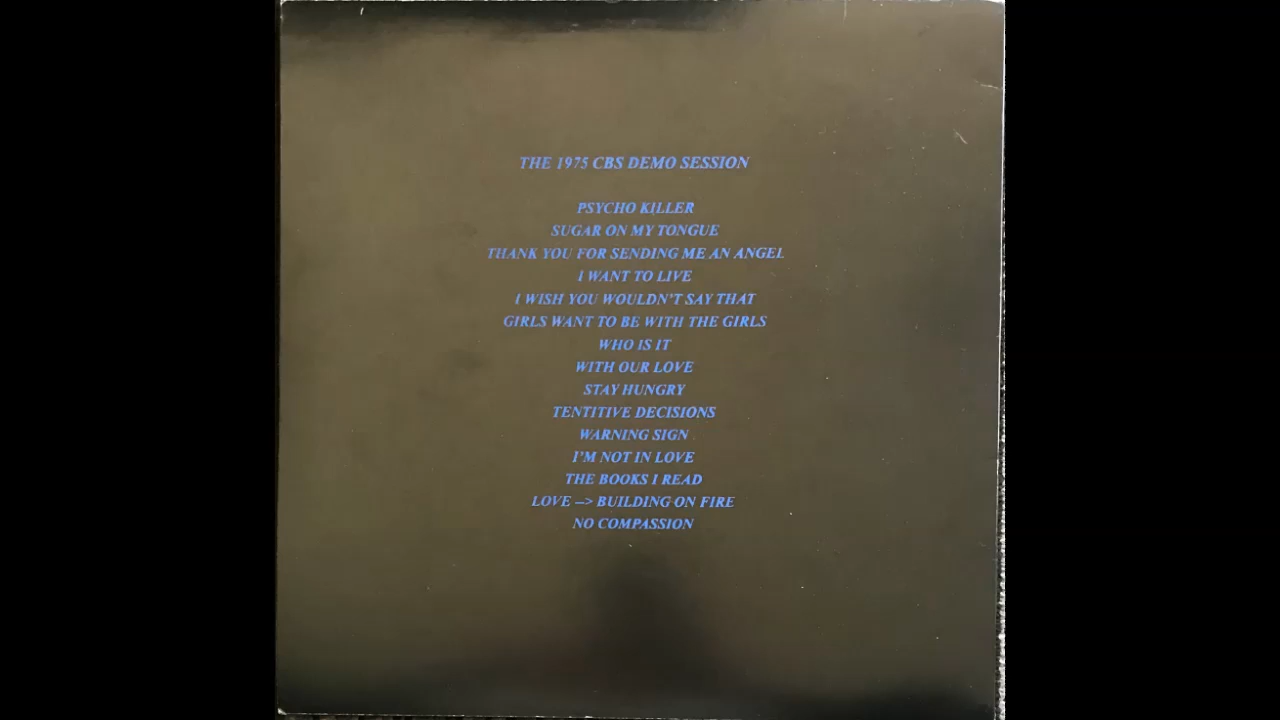 THE 1975 CBS DEMO SESSION
PSYCHO KILLER
SUGAR ON MY TONGUE
THANK YOU FOR SENDING ME AN ANGEL
I WANT TO LIVE
I WISH YOU WOULDN'T SAY THAT
GIRLS WANT TO BE WITH THE GIRLS
WHO IS IT
WITH OUR LOVE
STAY HUNGRY
TENTITIVE DECISIONS
WARNING SIGN
I'M NOT IN LOVE
THE BOOKS I READ
LOVE --> BUILDING ON FIRE
NO COMPASSION